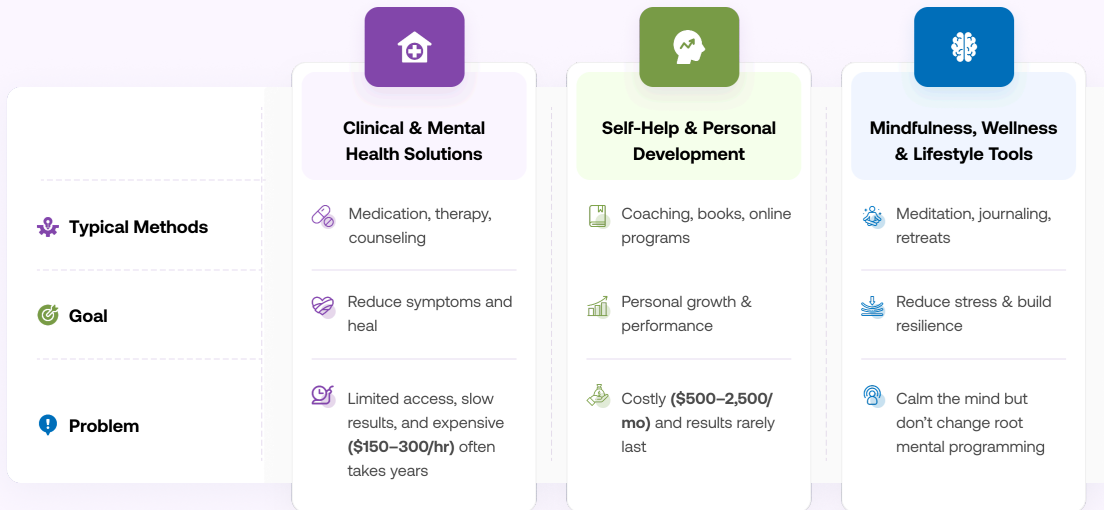 Clinical & Mental
Health Solutions
Self-Help & Personal
Development
Mindfulness, Wellness
& Lifestyle Tools
Typical Methods
Medication, therapy,
counseling
Coaching, books, online
programs
Meditation, journaling,
retreats
Goal
Reduce symptoms and
heal
Personal growth &
performance
Reduce stress & build
resilience
Problem
Limited access, slow
results, and expensive
($150–300/hr) often
takes years
Costly ($500–2,500/
mo) and results rarely
last
Calm the mind but
don’t change root
mental programming